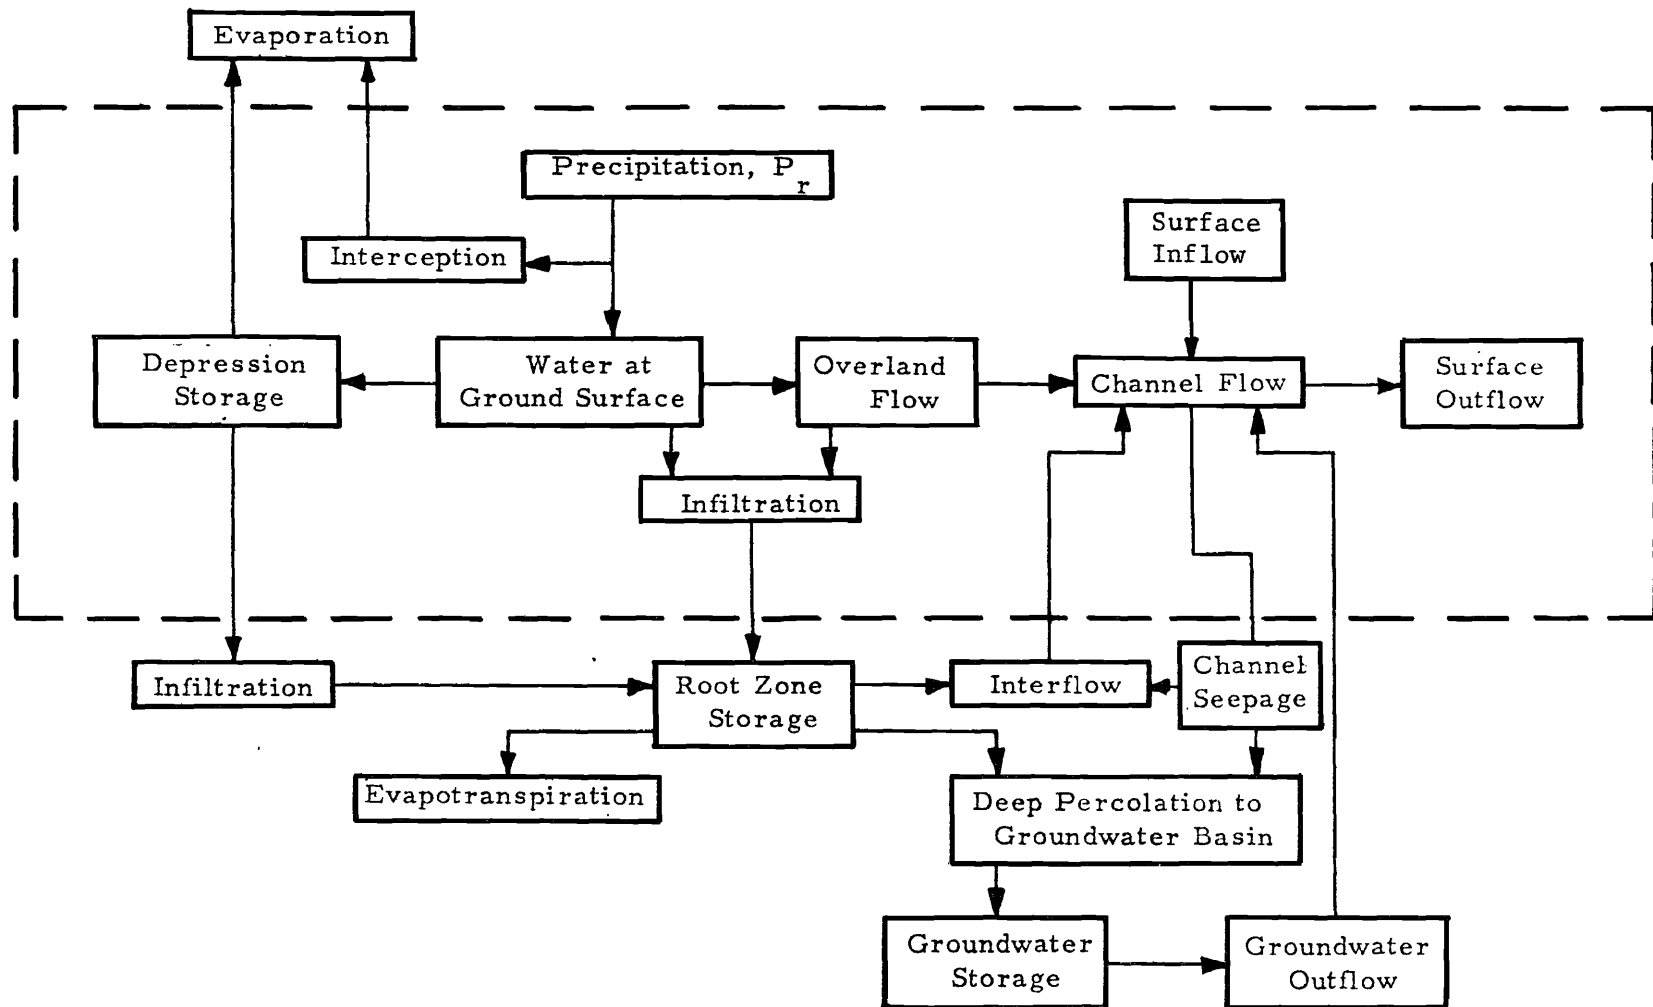 Evaporation
Precipitation, P_r
Surface
Inflow
Interception
Depression
Storage
Water at
Ground Surface
Overland
Flow
Channel Flow
Surface
Outflow
Infiltration
Infiltration
Root Zone
Storage
Interflow
Channel
Seepage
Evapotranspiration
Deep Percolation to
Groundwater Basin
Groundwater
Storage
Groundwater
Outflow